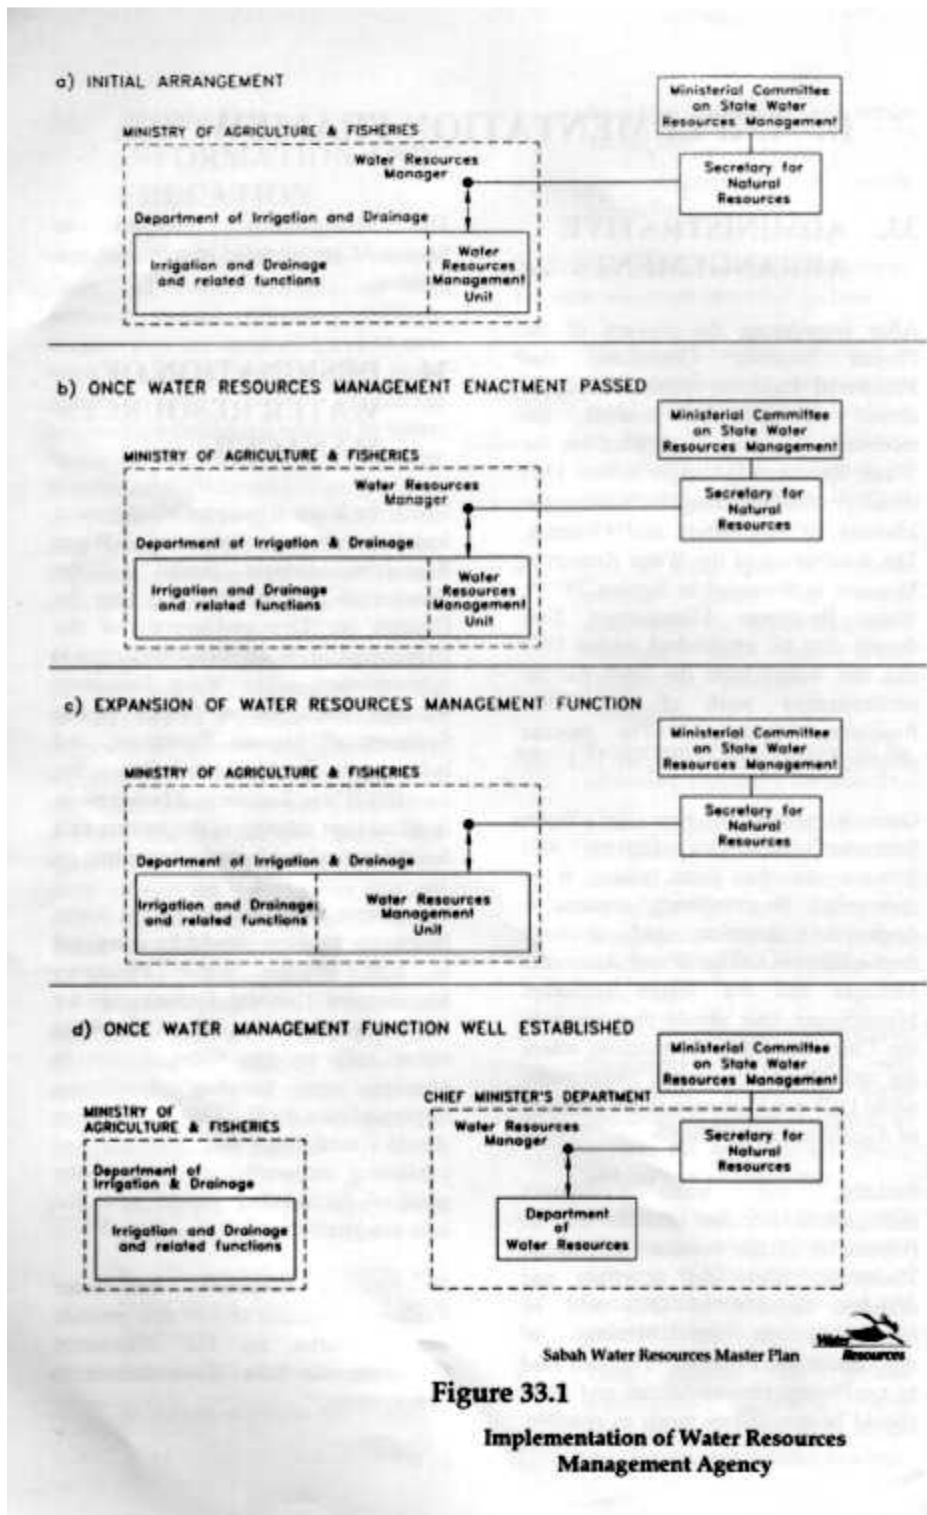 a) INITIAL ARRANGEMENT
Ministerial Committee
on State Water
Resources Management
MINISTRY OF AGRICULTURE & FISHERIES
Water Resources
Manager
Secretary for
Natural
Resources
Department of Irrigation and Drainage
Irrigation and Drainage
and related functions
Water
Resources
Management
Unit
b) ONCE WATER RESOURCES MANAGEMENT ENACTMENT PASSED
Ministerial Committee
on State Water
Resources Management
MINISTRY OF AGRICULTURE & FISHERIES
Water Resources
Manager
Secretary for
Natural
Resources
Department of Irrigation & Drainage
Irrigation and Drainage
and related functions
Water
Resources
Management
Unit
c) EXPANSION OF WATER RESOURCES MANAGEMENT FUNCTION
Ministerial Committee
on State Water
Resources Management
MINISTRY OF AGRICULTURE & FISHERIES
Secretary for
Natural
Resources
Department of Irrigation & Drainage
Irrigation and Drainage
and related functions
Water Resources
Management
Unit
d) ONCE WATER MANAGEMENT FUNCTION WELL ESTABLISHED
Ministerial Committee
on State Water
Resources Management
CHIEF MINISTER'S DEPARTMENT
MINISTRY OF
AGRICULTURE & FISHERIES
Water Resources
Manager
Secretary for
Natural
Resources
Department of
Irrigation & Drainage
Irrigation and Drainage
and related functions
Department
of
Water Resources
Sabah Water Resources Master Plan
Water
Resources
Figure 33.1
Implementation of Water Resources
Management Agency